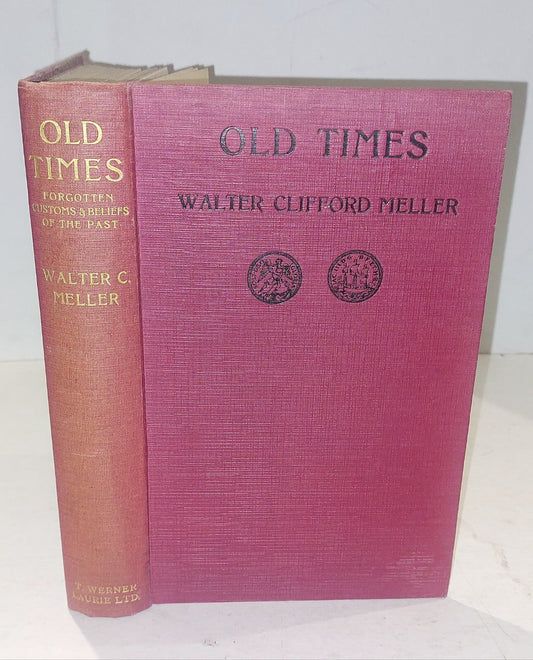 OLD
TIMES
FORGOTTEN
CUSTOMS & BELIEFS
OF THE PAST
WALTER C.
MELLER
T. WERNER
LAURIE LTD.
OLD TIMES
WALTER CLIFFORD MELLER